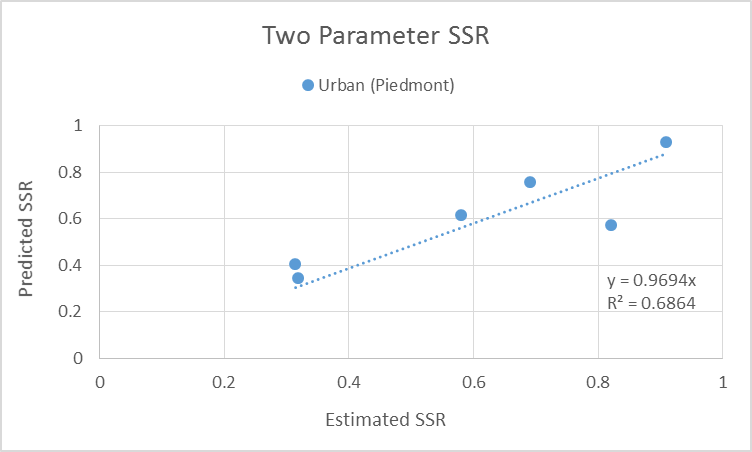 Two Parameter SSR
Urban (Piedmont)
1
0.8
0.6
0.4
0.2
0
Predicted SSR
y = 0.9694x
R² = 0.6864
0 0.2 0.4 0.6 0.8 1
Estimated SSR